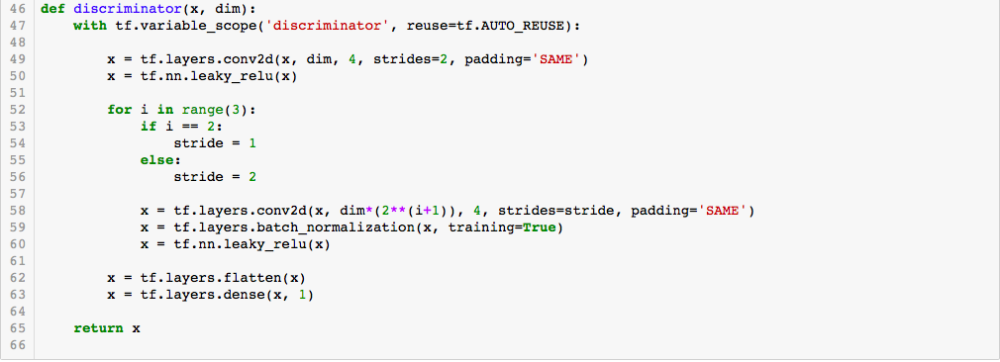 46 def discriminator(x, dim):
47     with tf.variable_scope('discriminator', reuse=tf.AUTO_REUSE):
48
49         x = tf.layers.conv2d(x, dim, 4, strides=2, padding='SAME')
50         x = tf.nn.leaky_relu(x)
51
52         for i in range(3):
53             if i == 2:
54                 stride = 1
55             else:
56                 stride = 2
57
58             x = tf.layers.conv2d(x, dim*(2**(i+1)), 4, strides=stride, padding='SAME')
59             x = tf.layers.batch_normalization(x, training=True)
60             x = tf.nn.leaky_relu(x)
61
62         x = tf.layers.flatten(x)
63         x = tf.layers.dense(x, 1)
64
65     return x
66